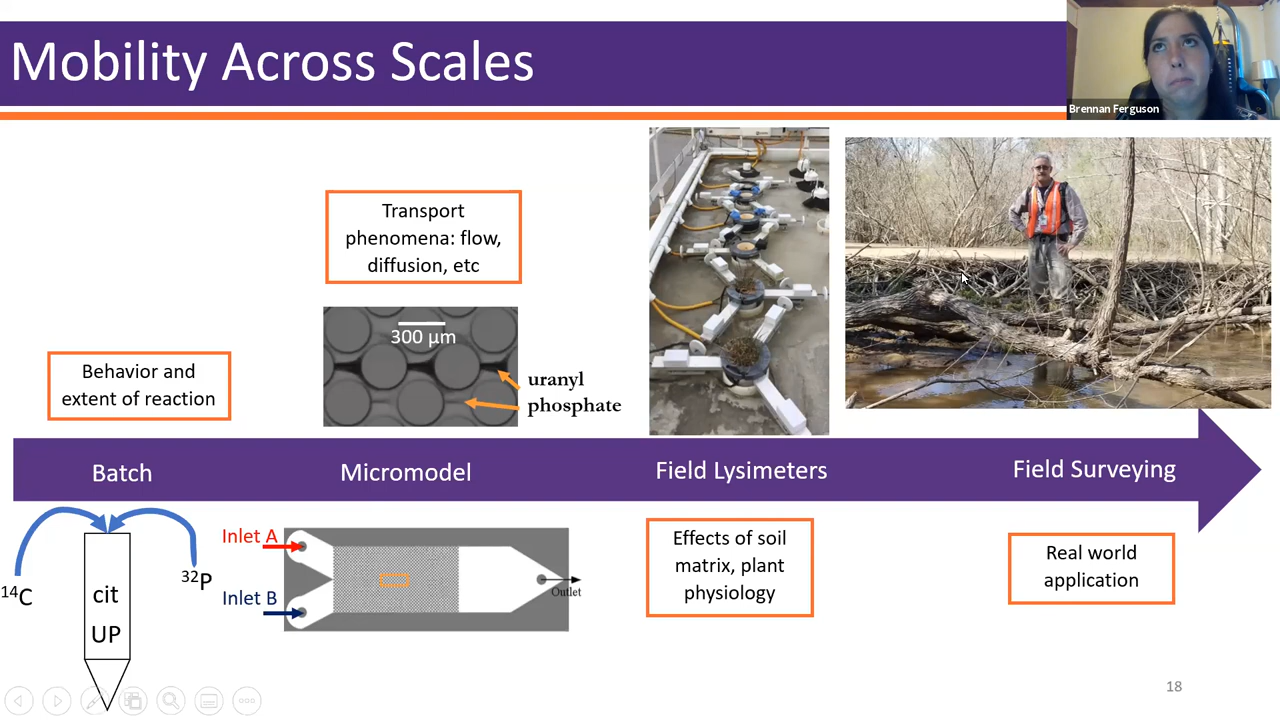 Mobility Across Scales
Brennan Ferguson
Transport
phenomena: flow,
diffusion, etc
300 µm
uranyl
phosphate
Behavior and
extent of reaction
Batch
Micromodel
Field Lysimeters
Field Surveying
14C
32P
cit
UP
Inlet A
Inlet B
Outlet
Effects of soil
matrix, plant
physiology
Real world
application
18